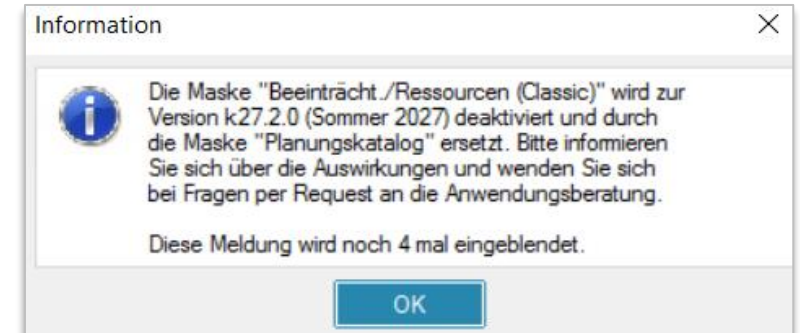 Information
Die Maske "Beeinträcht./Ressourcen (Classic)" wird zur
Version k27.2.0 (Sommer 2027) deaktiviert und durch
die Maske "Planungskatalog" ersetzt. Bitte informieren
Sie sich über die Auswirkungen und wenden Sie sich
bei Fragen per Request an die Anwendungsberatung.
Diese Meldung wird noch 4 mal eingeblendet.
OK